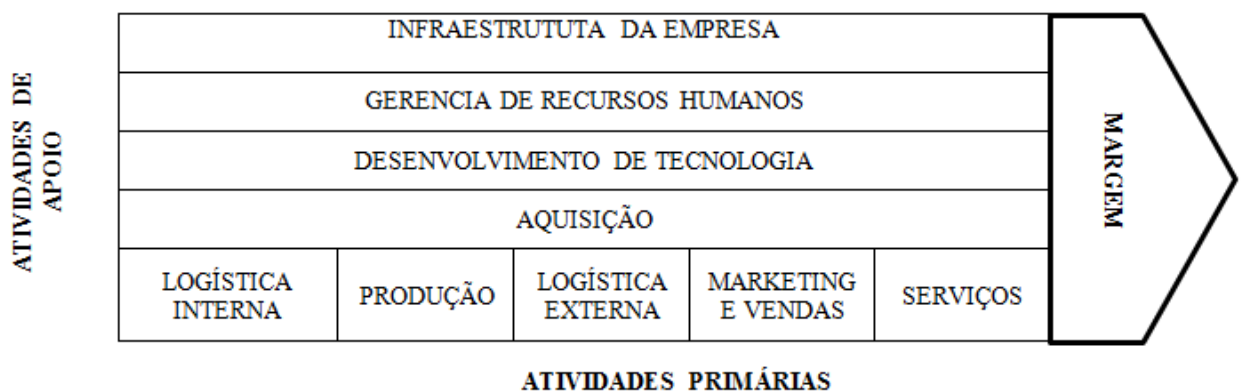 ATIVIDADES DE
APOIO
INFRAESTRUTUTA DA EMPRESA
GERENCIA DE RECURSOS HUMANOS
DESENVOLVIMENTO DE TECNOLOGIA
AQUISIÇÃO
LOGÍSTICA
INTERNA
PRODUÇÃO
LOGÍSTICA
EXTERNA
MARKETING
E VENDAS
SERVIÇOS
MARGEM
ATIVIDADES PRIMÁRIAS